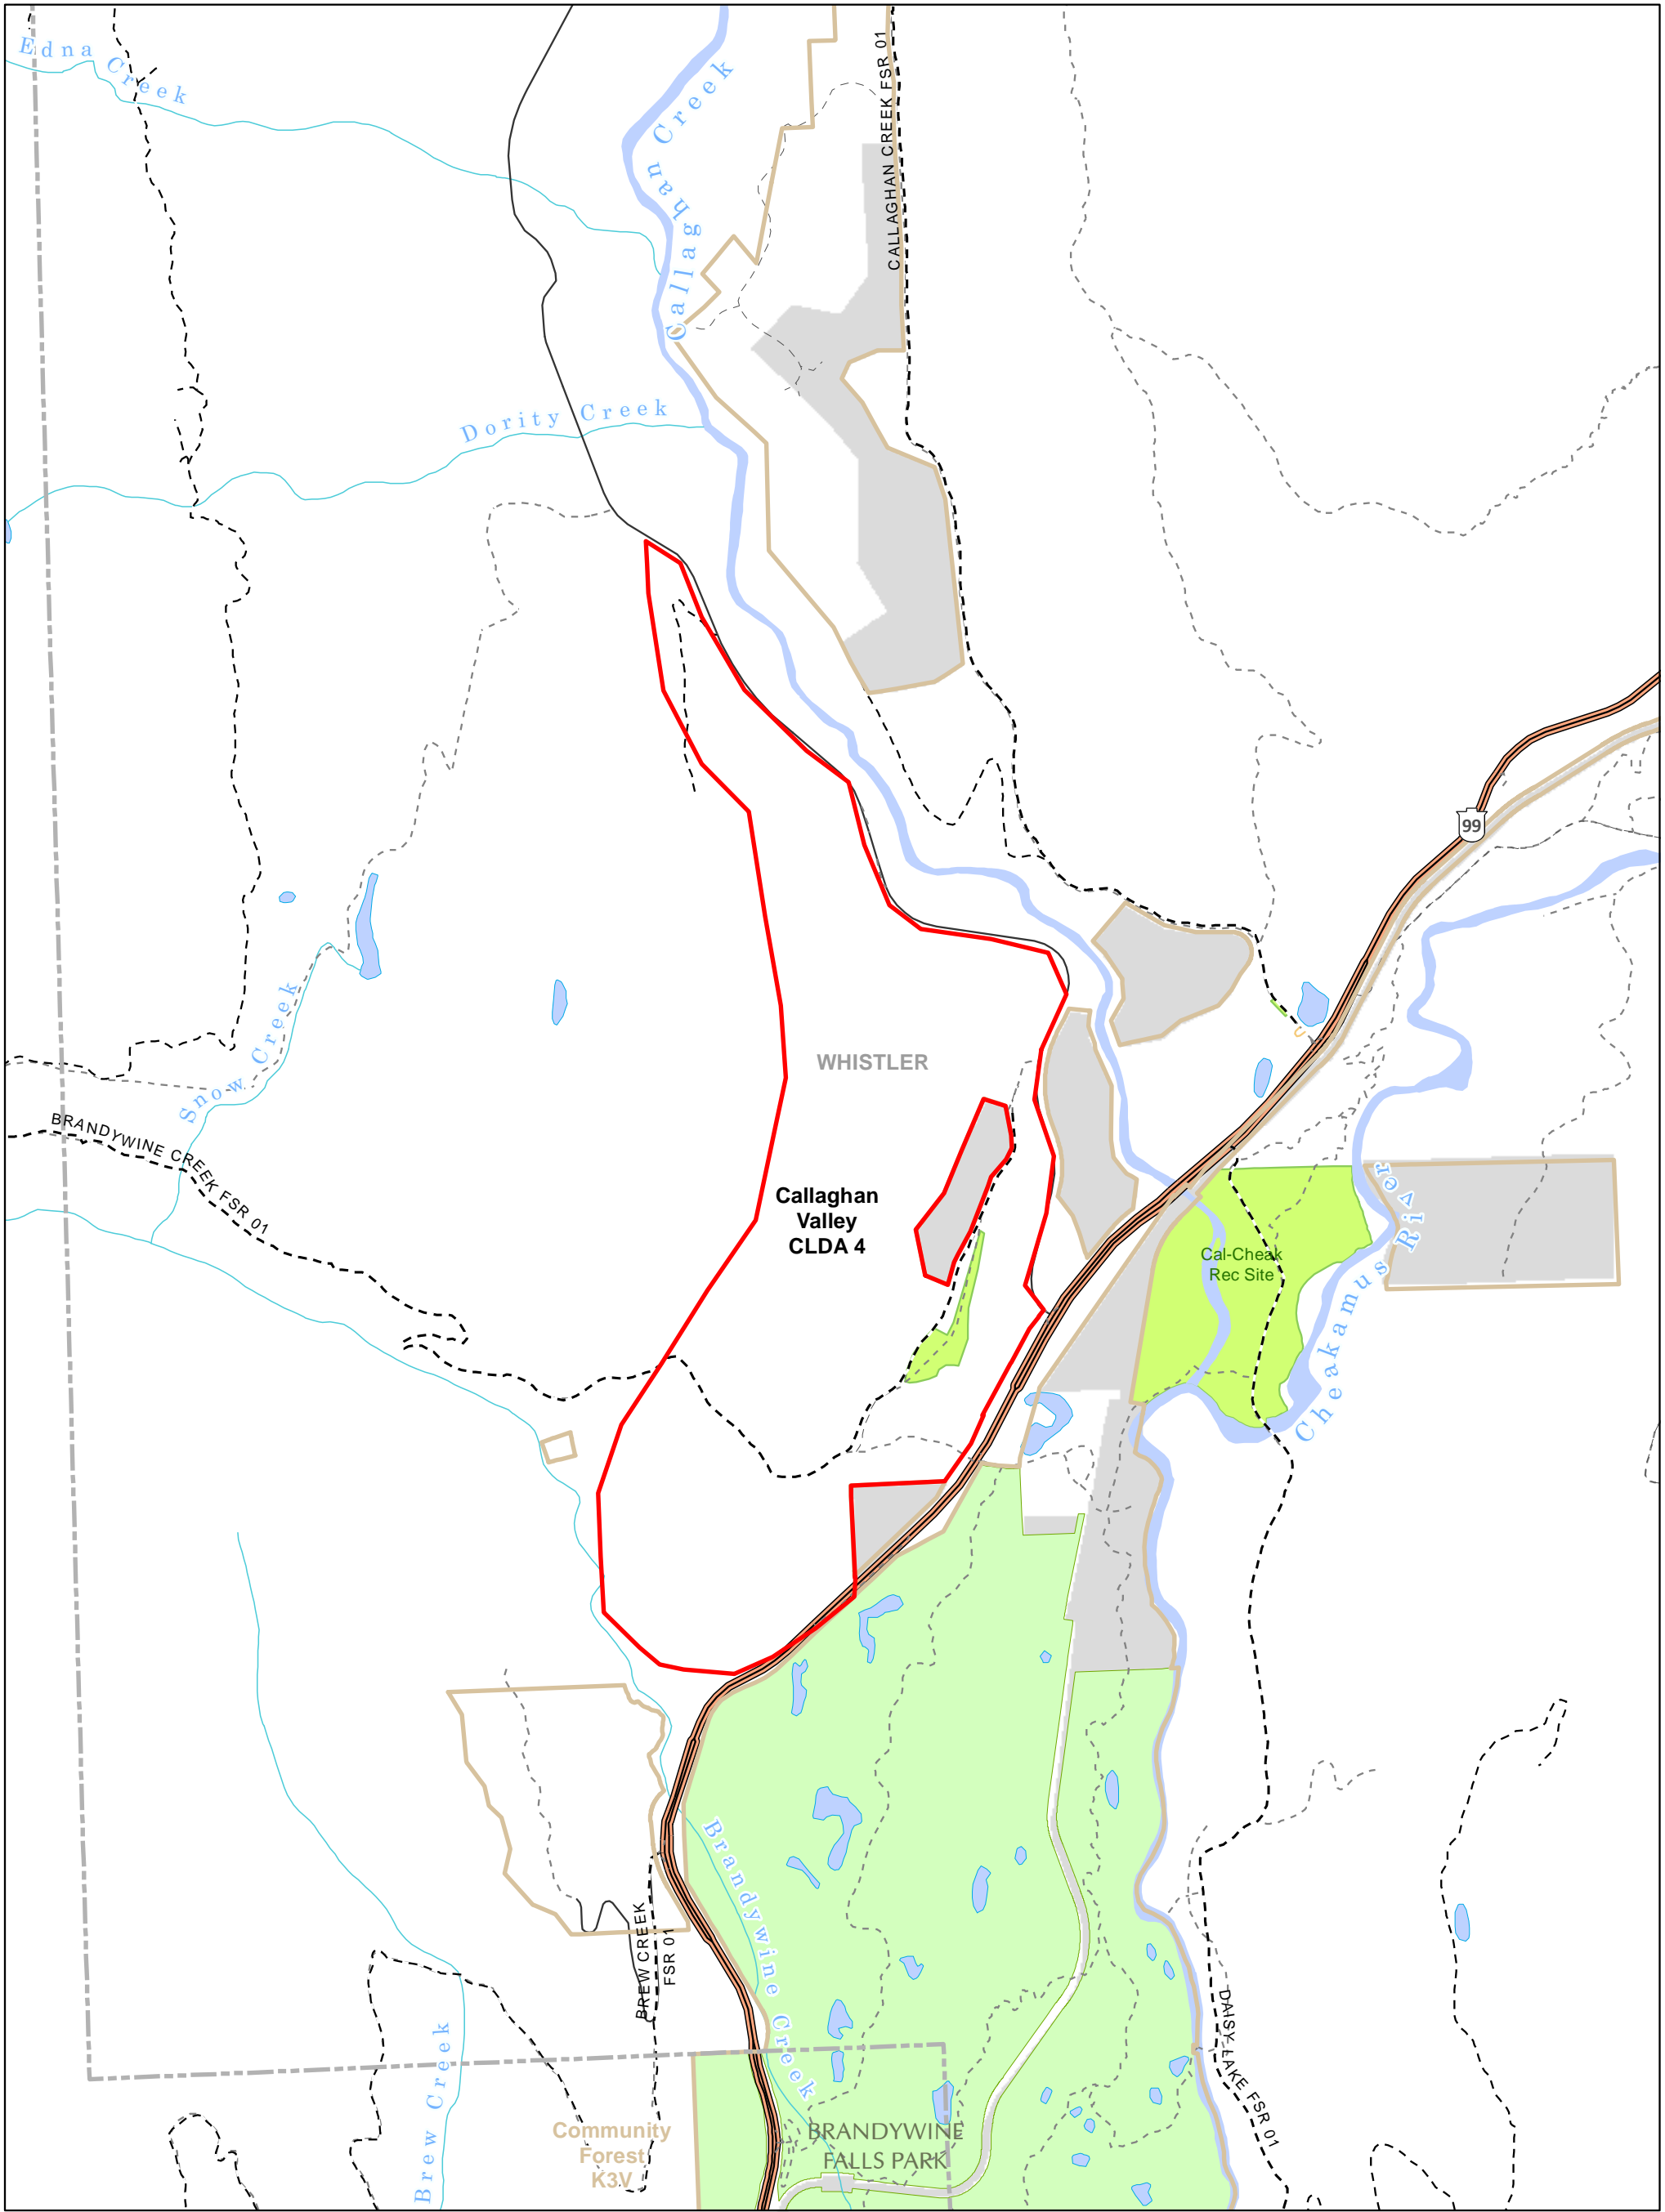 Edna Creek
Callaghan Creek
CALLAGHAN CREEK FSR 01
Dority Creek
99
Snow Creek
WHISTLER
BRANDYWINE CREEK FSR 01
Callaghan
Valley
CLDA 4
Cal-Cheak
Rec Site
Cheakamus River
Brandywine Creek
BREW CREEK
FSR 01
DAISY LAKE FSR 01
Brew Creek
Community
Forest
K3V
BRANDYWINE
FALLS PARK